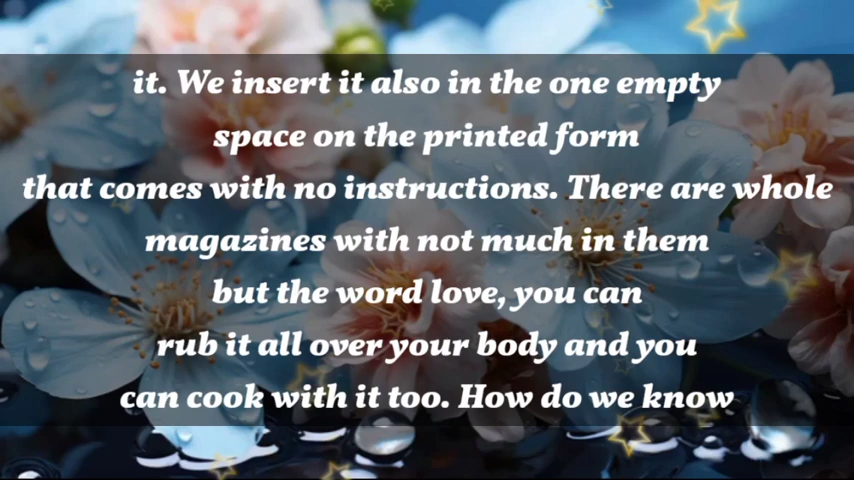 it. We insert it also in the one empty
space on the printed form
that comes with no instructions. There are whole
magazines with not much in them
but the word love, you can
rub it all over your body and you
can cook with it too. How do we know